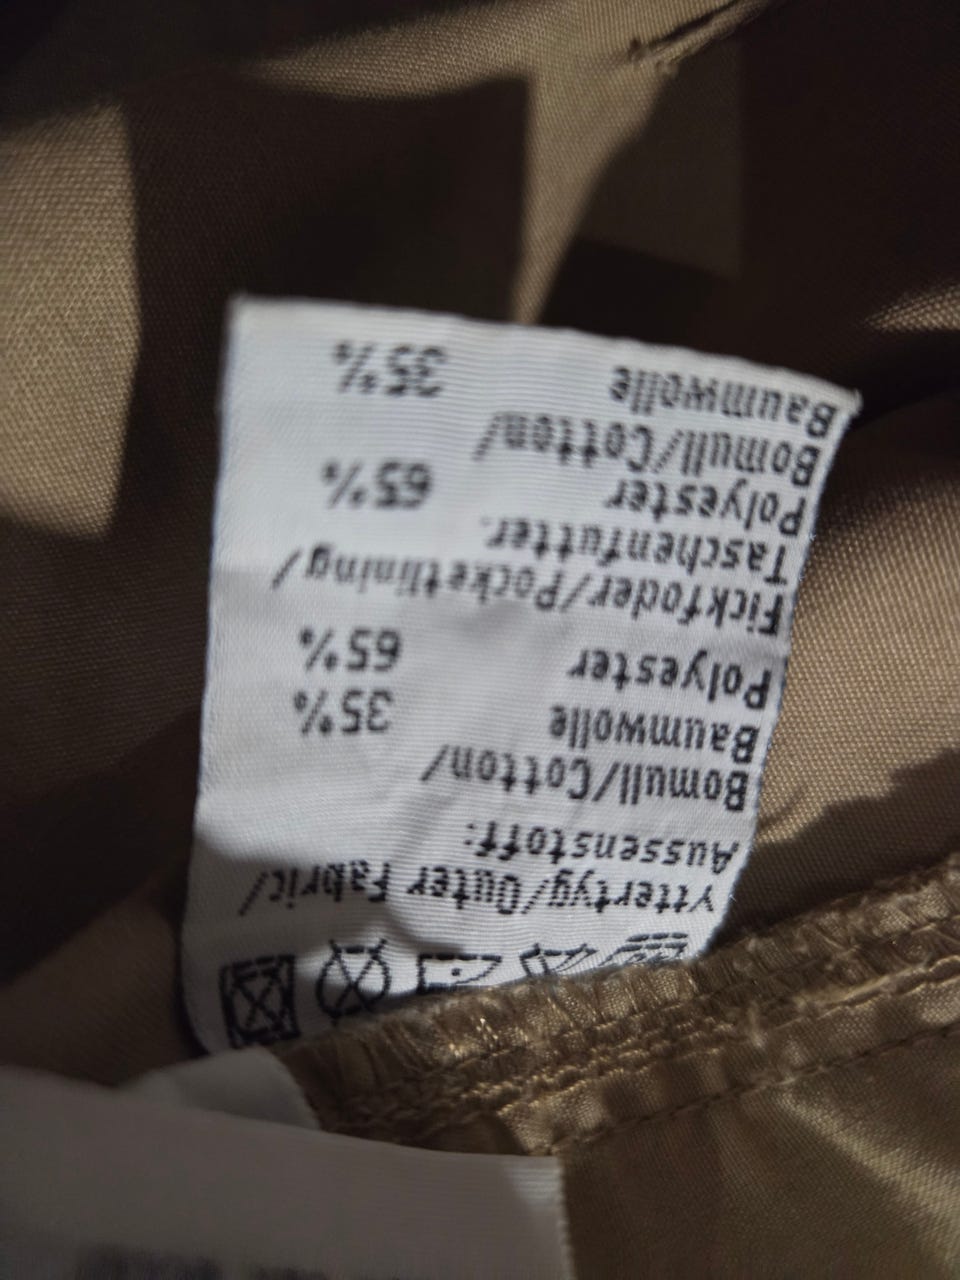 Yttertyg/Outer Fabric/
Aussenstoff:
Bomull/Cotton/
Baumwolle 35%
Polyester 65%
Fickfoder/Pocketlining/
Taschenfutter.
Polyester 65%
Bomull/Cotton/
Baumwolle 35%